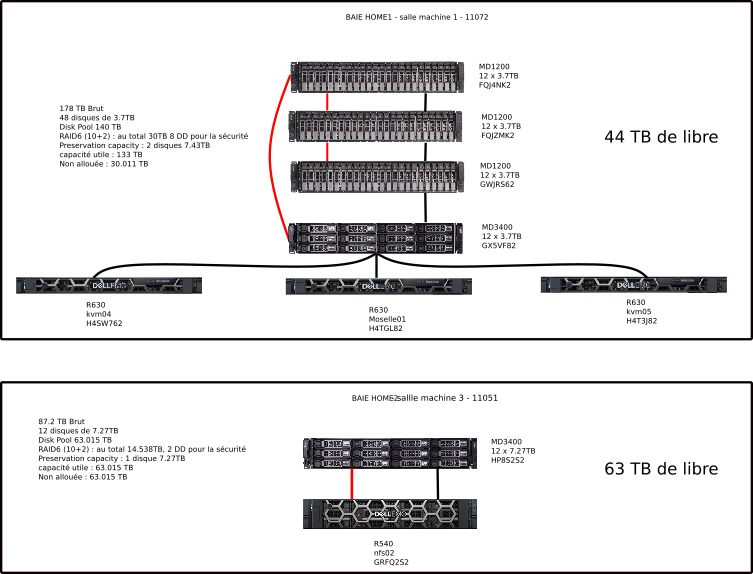 BAIE HOME1 - salle machine 1 - 11072
MD1200
12 x 3.7TB
FQJ4NK2
178 TB Brut
48 disques de 3.7TB
Disk Pool 140 TB
RAID6 (10+2) : au total 30TB 8 DD pour la sécurité
Preservation capacity : 2 disques 7.43TB
capacité utile : 133 TB
Non allouée : 30.011 TB
MD1200
12 x 3.7TB
FQJZMK2
44 TB de libre
MD1200
12 x 3.7TB
GWJRS62
MD3400
12 x 3.7TB
GX5VF82
R630
kvm04
H4SW762
R630
Moselle01
H4TGL82
R630
kvm05
H4T3J82
BAIE HOME2-sallle machine 3 - 11051
87.2 TB Brut
12 disques de 7.27TB
Disk Pool 63.015 TB
RAID6 (10+2) : au total 14.538TB, 2 DD pour la sécurité
Preservation capacity : 1 disque 7.27TB
capacité utile : 63.015 TB
Non allouée : 63.015 TB
MD3400
12 x 7.27TB
HP8S2S2
63 TB de libre
R540
nfs02
GRFQ2S2